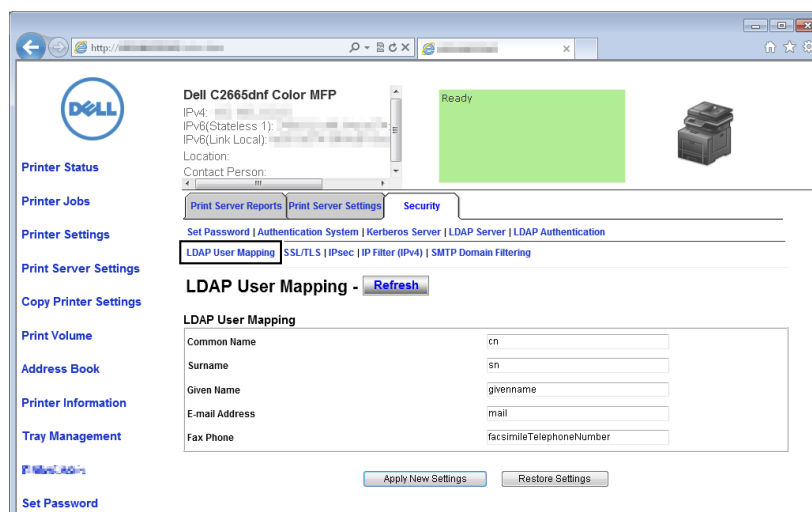 http://
DELL
Dell C2665dnf Color MFP
IPv4:
IPv6(Stateless 1):
IPv6(Link Local):
Location:
Contact Person:
Ready
Printer Status
Printer Jobs
Printer Settings
Print Server Settings
Copy Printer Settings
Print Volume
Address Book
Printer Information
Tray Management
Set Password
Print Server Reports Print Server Settings Security
Set Password | Authentication System | Kerberos Server | LDAP Server | LDAP Authentication
LDAP User Mapping SSL/TLS | IPsec | IP Filter (IPv4) | SMTP Domain Filtering
LDAP User Mapping - Refresh
LDAP User Mapping
Common Name cn
Surname sn
Given Name givenname
E-mail Address mail
Fax Phone facsimileTelephoneNumber
Apply New Settings Restore Settings